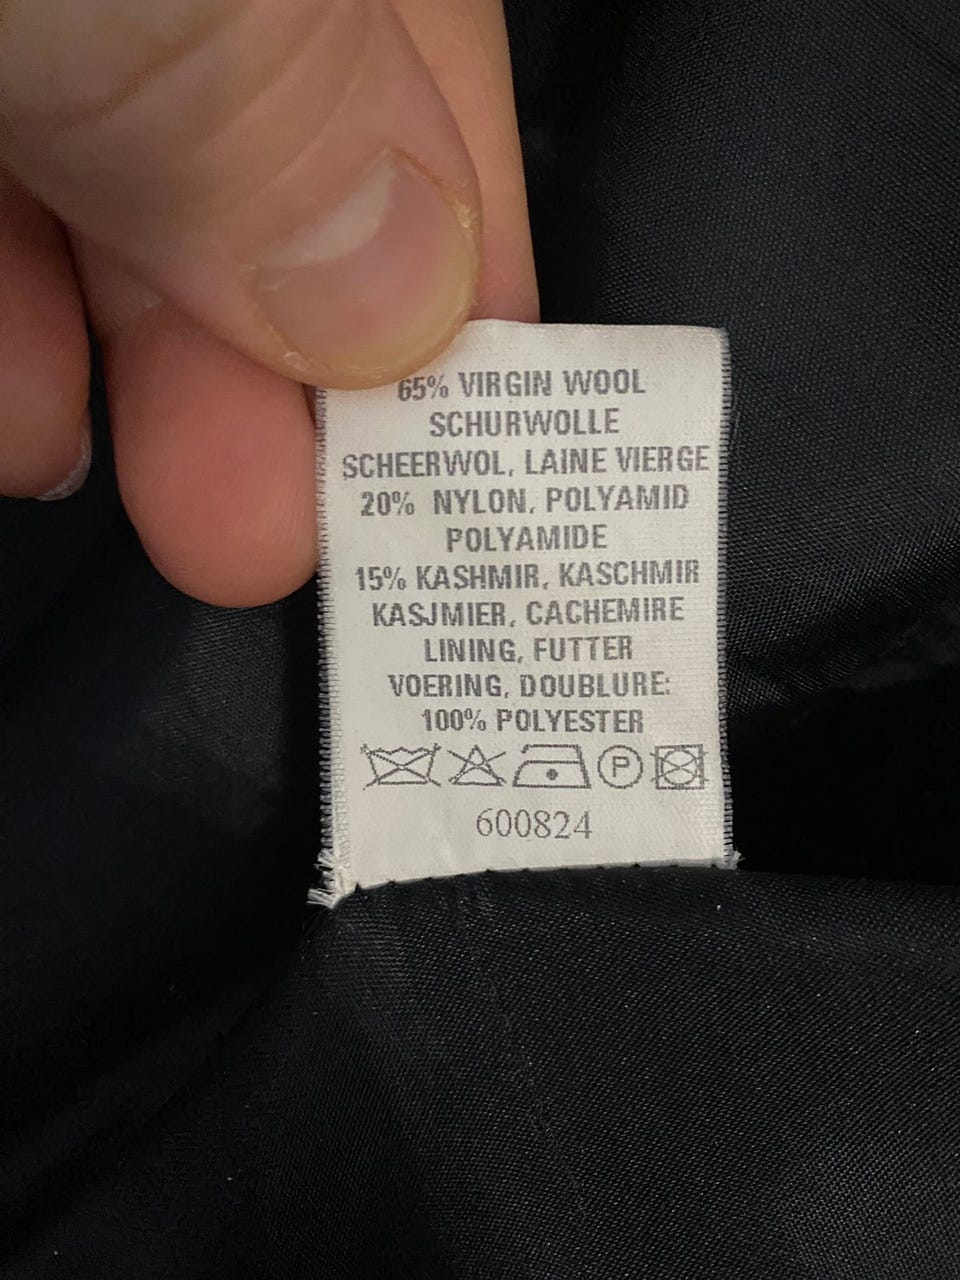 65% VIRGIN WOOL
SCHURWOLLE
SCHEERWOL, LAINE VIERGE
20% NYLON, POLYAMID
POLYAMIDE
15% KASHMIR, KASCHMIR
KASJMIER, CACHEMIRE
LINING, FUTTER
VOERING, DOUBLURE:
100% POLYESTER
P
600824